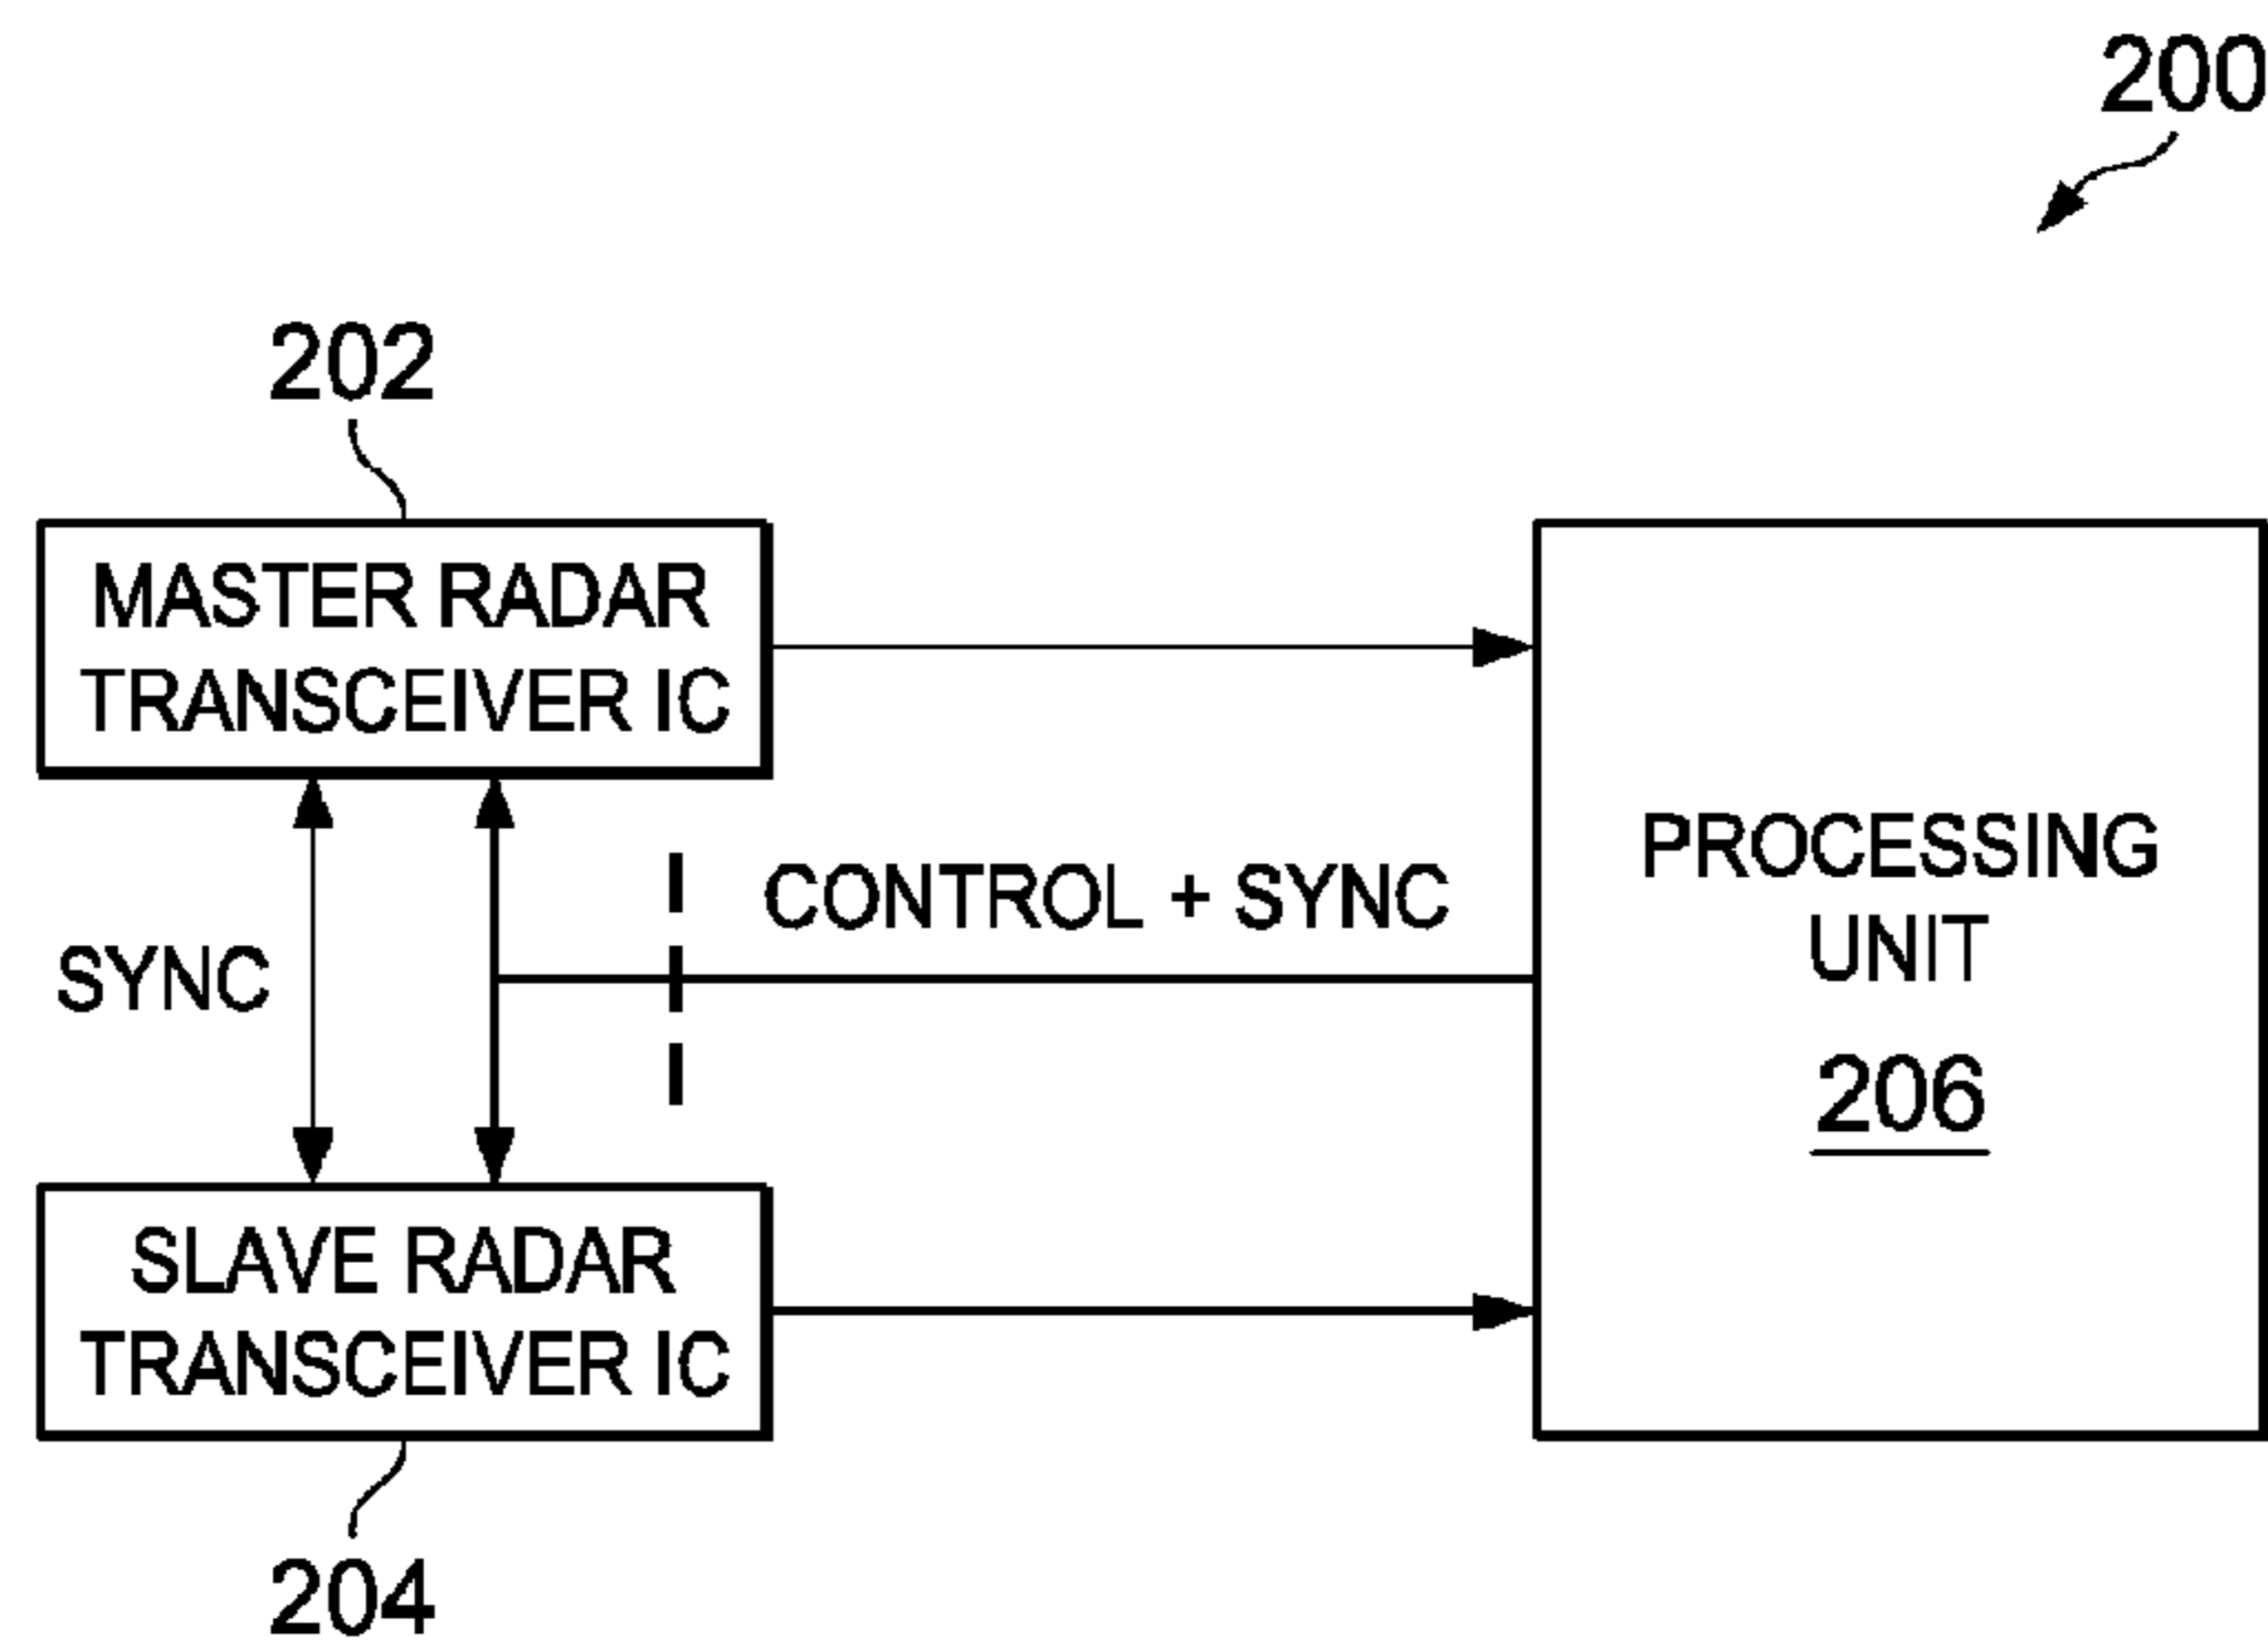 200
202
MASTER RADAR
TRANSCEIVER IC
CONTROL + SYNC
SYNC
PROCESSING
UNIT
206
SLAVE RADAR
TRANSCEIVER IC
204